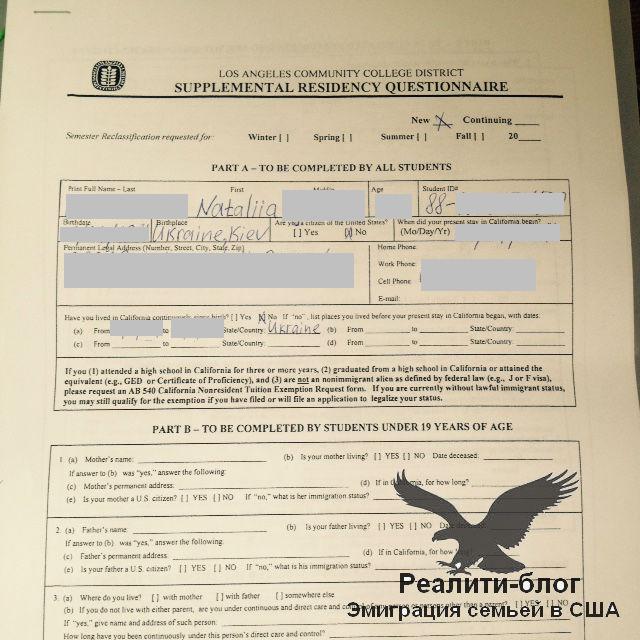 LOS ANGELES COMMUNITY COLLEGE DISTRICT
SUPPLEMENTAL RESIDENCY QUESTIONNAIRE
New X Continuing
Semester Reclassification requested for: Winter [ ] Spring [ ] Summer [ ] Fall [ ] 20
PART A – TO BE COMPLETED BY ALL STUDENTS
Print Full Name – Last First Middle Age Student ID#
Nataliia 88-
Birthdate Birthplace Are you a citizen of the United States? When did your present stay in California begin?
Ukraine, Kiev [ ] Yes [X] No (Mo/Day/Yr)
Permanent Legal Address (Number, Street, City, State, Zip) Home Phone:
Work Phone:
Cell Phone:
E-mail:
Have you lived in California continuously since birth? [ ] Yes [X] No If "no", list places you lived before your present stay in California began, with dates:
(a) From to State/Country: Ukraine (b) From to State/Country:
(c) From to State/Country: (d) From to State/Country:
If you (1) attended a high school in California for three or more years, (2) graduated from a high school in California or attained the
equivalent (e.g., GED or Certificate of Proficiency), and (3) are not an nonimmigrant alien as defined by federal law (e.g., J or F visa),
please request an AB 540 California Nonresident Tuition Exemption Request form. If you are currently without lawful immigrant status,
you may still qualify for the exemption if you have filed or will file an application to legalize your status.
PART B – TO BE COMPLETED BY STUDENTS UNDER 19 YEARS OF AGE
1. (a) Mother's name: (b) Is your mother living? [ ] YES [ ] NO Date deceased:
If answer to (b) was "yes," answer the following:
(c) Mother's permanent address: (d) If in California, for how long?
(e) Is your mother a U.S. citizen? [ ] YES [ ] NO If "no," what is her immigration status?
2. (a) Father's name: (b) Is your father living? [ ] YES [ ] NO Date deceased:
If answer to (b) was "yes," answer the following:
(c) Father's permanent address: (d) If in California, for how long?
(e) Is your father a U.S. citizen? [ ] YES [ ] NO If "no," what is his immigration status?
3. (a) Where do you live? [ ] with mother [ ] with father [ ] somewhere else
(b) If you do not live with either parent, are you under continuous and direct care and control of any person or persons other than a parent? [ ] YES [ ] NO
If "yes," give name and address of such person:
How long have you been continuously under this person's direct care and control?
Реалити-блог
Эмиграция семьей в США